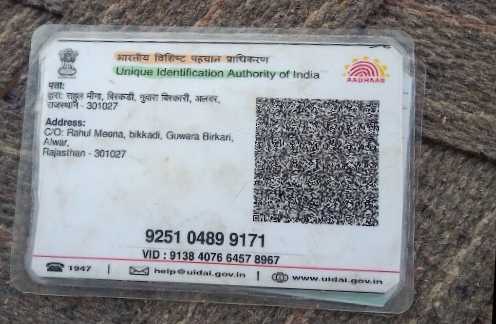 भारतीय विशिष्ट पहचान प्राधिकरण
Unique Identification Authority of India
AADHAAR
पता:
द्वारा: राहुल मीना, बिरकडी, गुवारा बिरकारी, अलवर,
राजस्थान - 301027
Address:
C/O: Rahul Meena, bikkadi, Guwara Birkari,
Alwar,
Rajasthan - 301027
9251 0489 9171
VID : 9138 4076 6457 8967
1947 | help@uidai.gov.in | www.uidai.gov.in